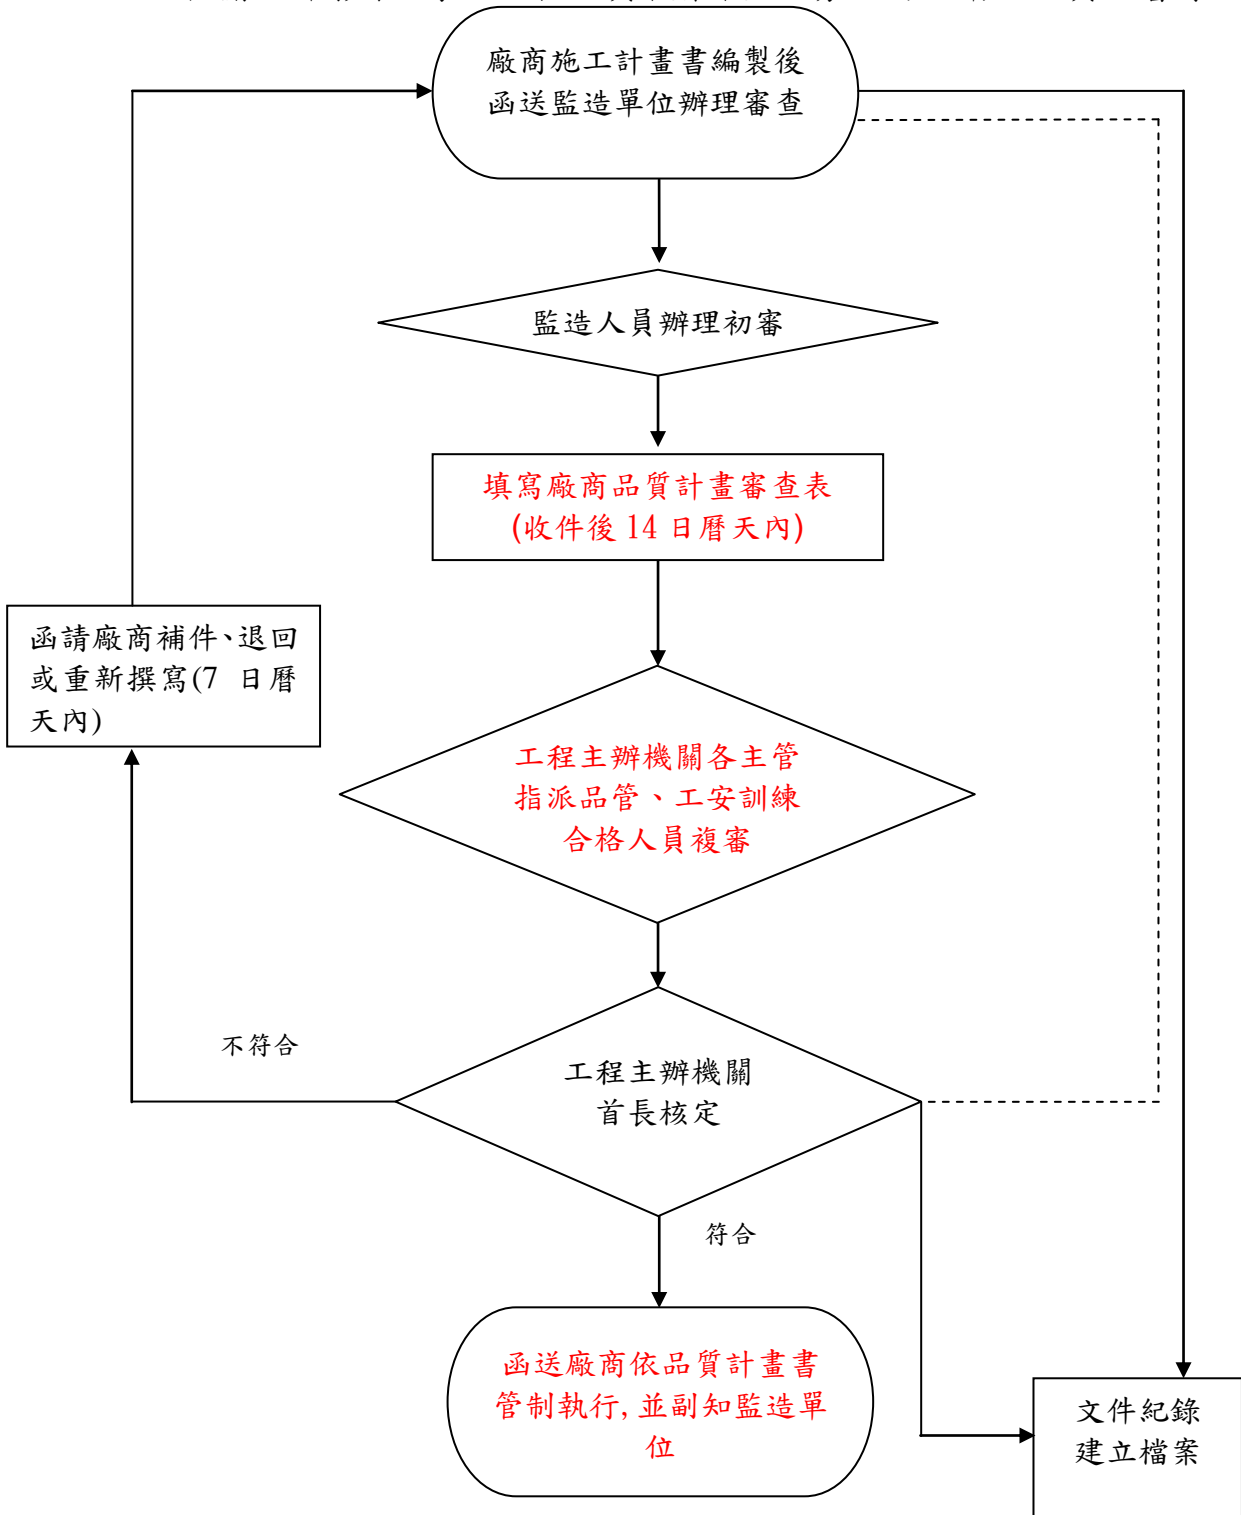 廠商施工計畫書編製後
函送監造單位辦理審查
監造人員辦理初審
填寫廠商品質計畫審查表
(收件後 14 日曆天內)
函請廠商補件、退回
或重新撰寫(7 日曆
天內)
工程主辦機關各主管
指派品管、工安訓練
合格人員複審
不符合
工程主辦機關
首長核定
符合
函送廠商依品質計畫書
管制執行,並副知監造單
位
文件紀錄
建立檔案